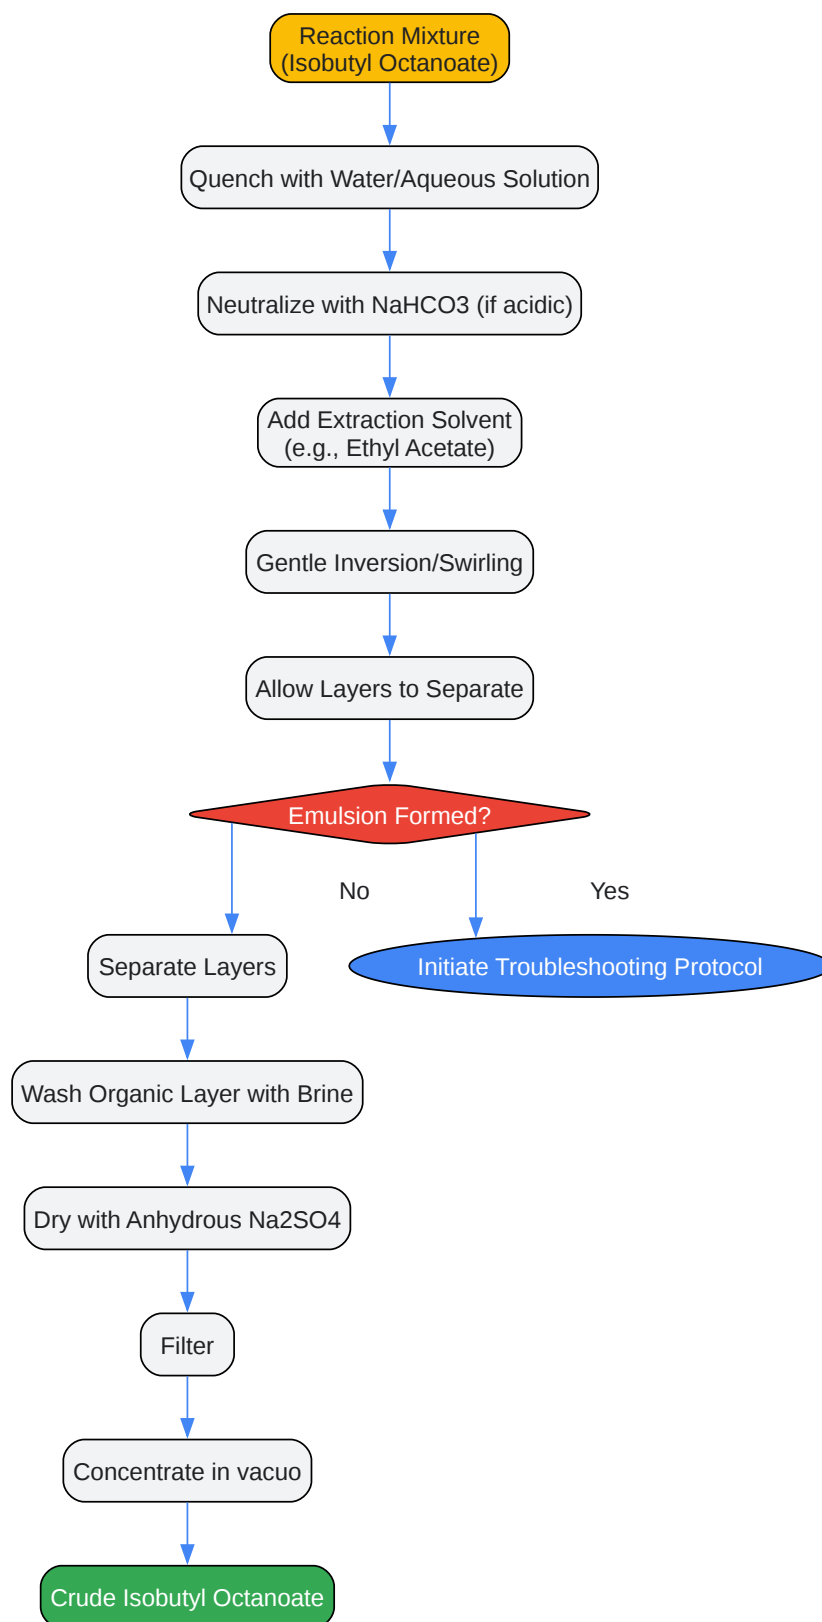 Reaction Mixture
(Isobutyl Octanoate)
Quench with Water/Aqueous Solution
Neutralize with NaHCO3 (if acidic)
Add Extraction Solvent
(e.g., Ethyl Acetate)
Gentle Inversion/Swirling
Allow Layers to Separate
Emulsion Formed?
No
Yes
Separate Layers
Initiate Troubleshooting Protocol
Wash Organic Layer with Brine
Dry with Anhydrous Na2SO4
Filter
Concentrate in vacuo
Crude Isobutyl Octanoate